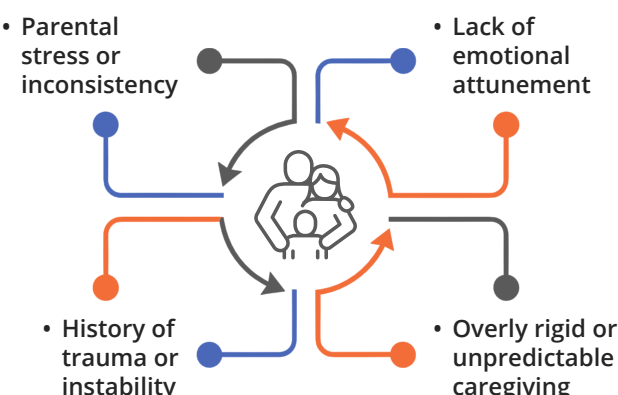 • Parental
stress or
inconsistency
• Lack of
emotional
attunement
• History of
trauma or
instability
• Overly rigid or
unpredictable
caregiving